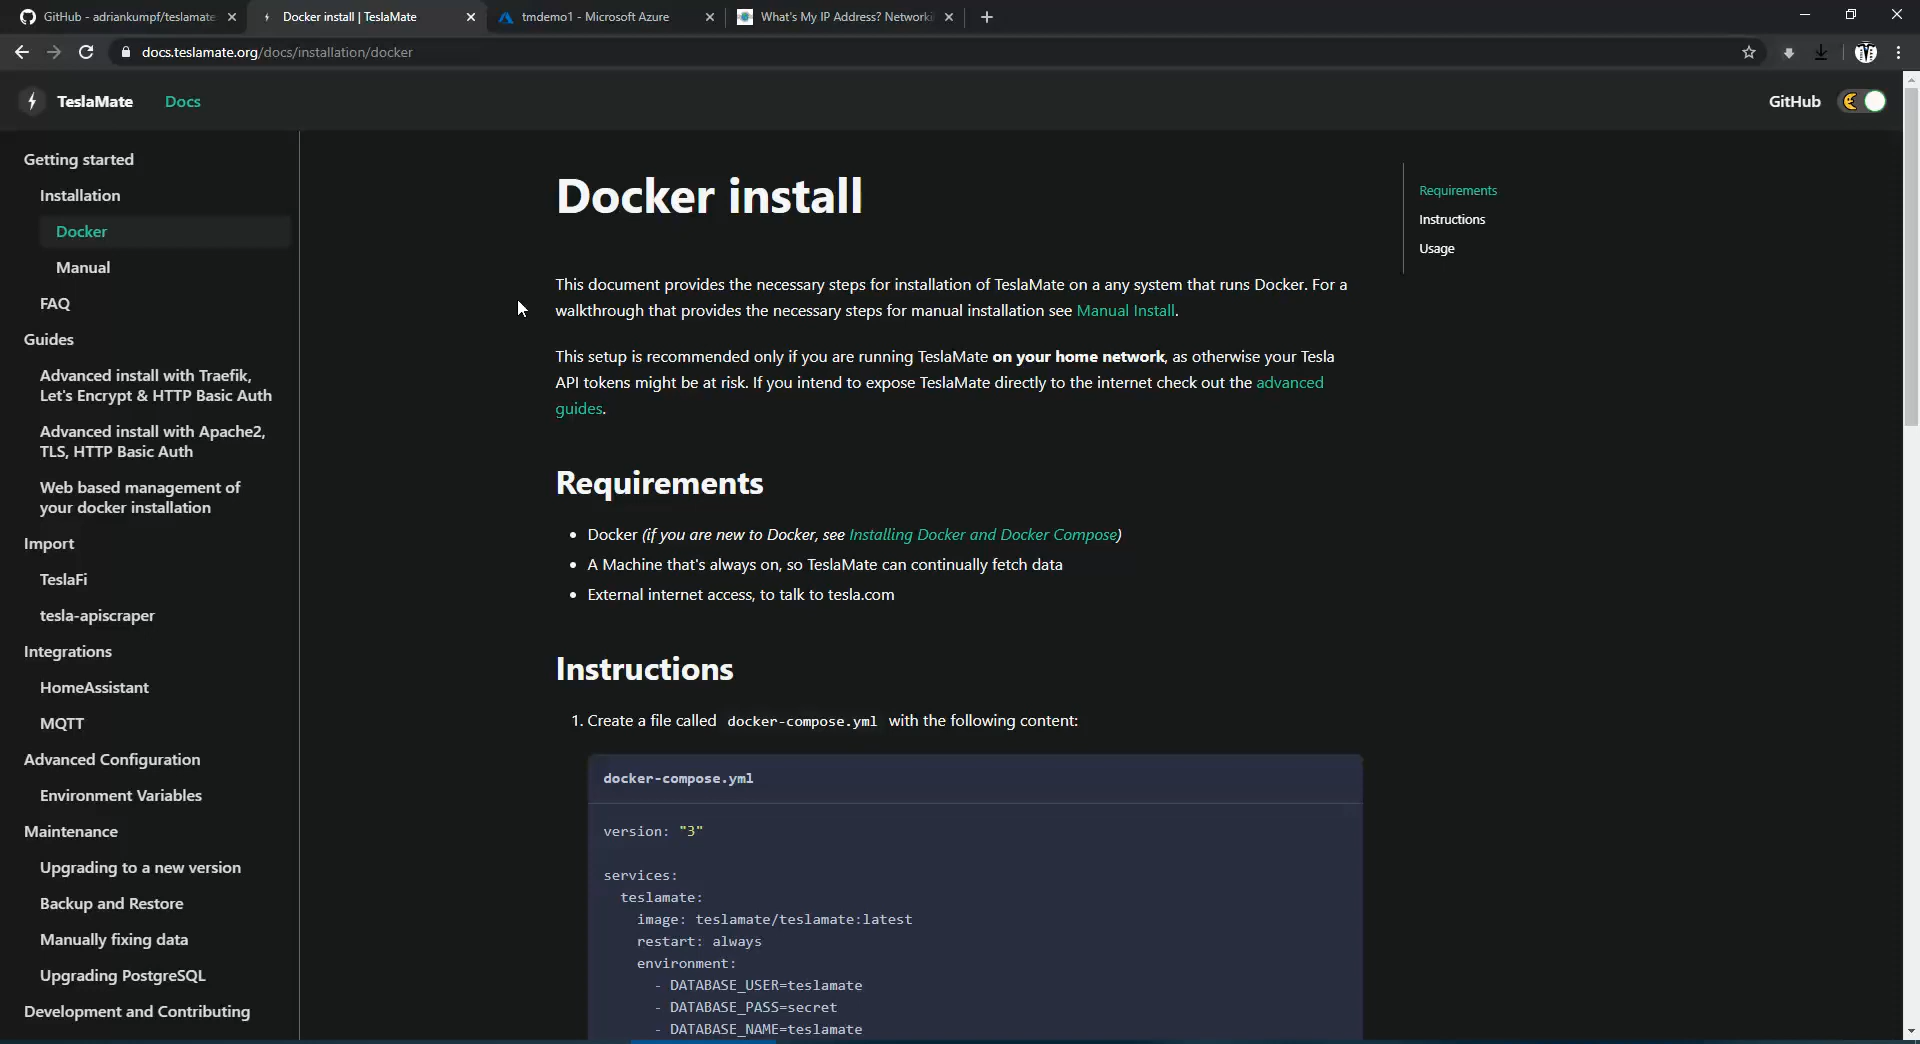 GitHub - adriankumpf/teslamate
Docker install | TeslaMate
tmdemo1 - Microsoft Azure
What's My IP Address? Networki
docs.teslamate.org/docs/installation/docker
TeslaMate
Docs
GitHub
Getting started
Installation
Docker
Manual
FAQ
Guides
Advanced install with Traefik,
Let's Encrypt & HTTP Basic Auth
Advanced install with Apache2,
TLS, HTTP Basic Auth
Web based management of
your docker installation
Import
TeslaFi
tesla-apiscraper
Integrations
HomeAssistant
MQTT
Advanced Configuration
Environment Variables
Maintenance
Upgrading to a new version
Backup and Restore
Manually fixing data
Upgrading PostgreSQL
Development and Contributing
Docker install
This document provides the necessary steps for installation of TeslaMate on a any system that runs Docker. For a
walkthrough that provides the necessary steps for manual installation see Manual Install.
This setup is recommended only if you are running TeslaMate on your home network, as otherwise your Tesla
API tokens might be at risk. If you intend to expose TeslaMate directly to the internet check out the advanced
guides.
Requirements
• Docker (if you are new to Docker, see Installing Docker and Docker Compose)
• A Machine that's always on, so TeslaMate can continually fetch data
• External internet access, to talk to tesla.com
Instructions
1. Create a file called docker-compose.yml with the following content:
docker-compose.yml
version: "3"
services:
teslamate:
image: teslamate/teslamate:latest
restart: always
environment:
- DATABASE_USER=teslamate
- DATABASE_PASS=secret
- DATABASE_NAME=teslamate
Requirements
Instructions
Usage